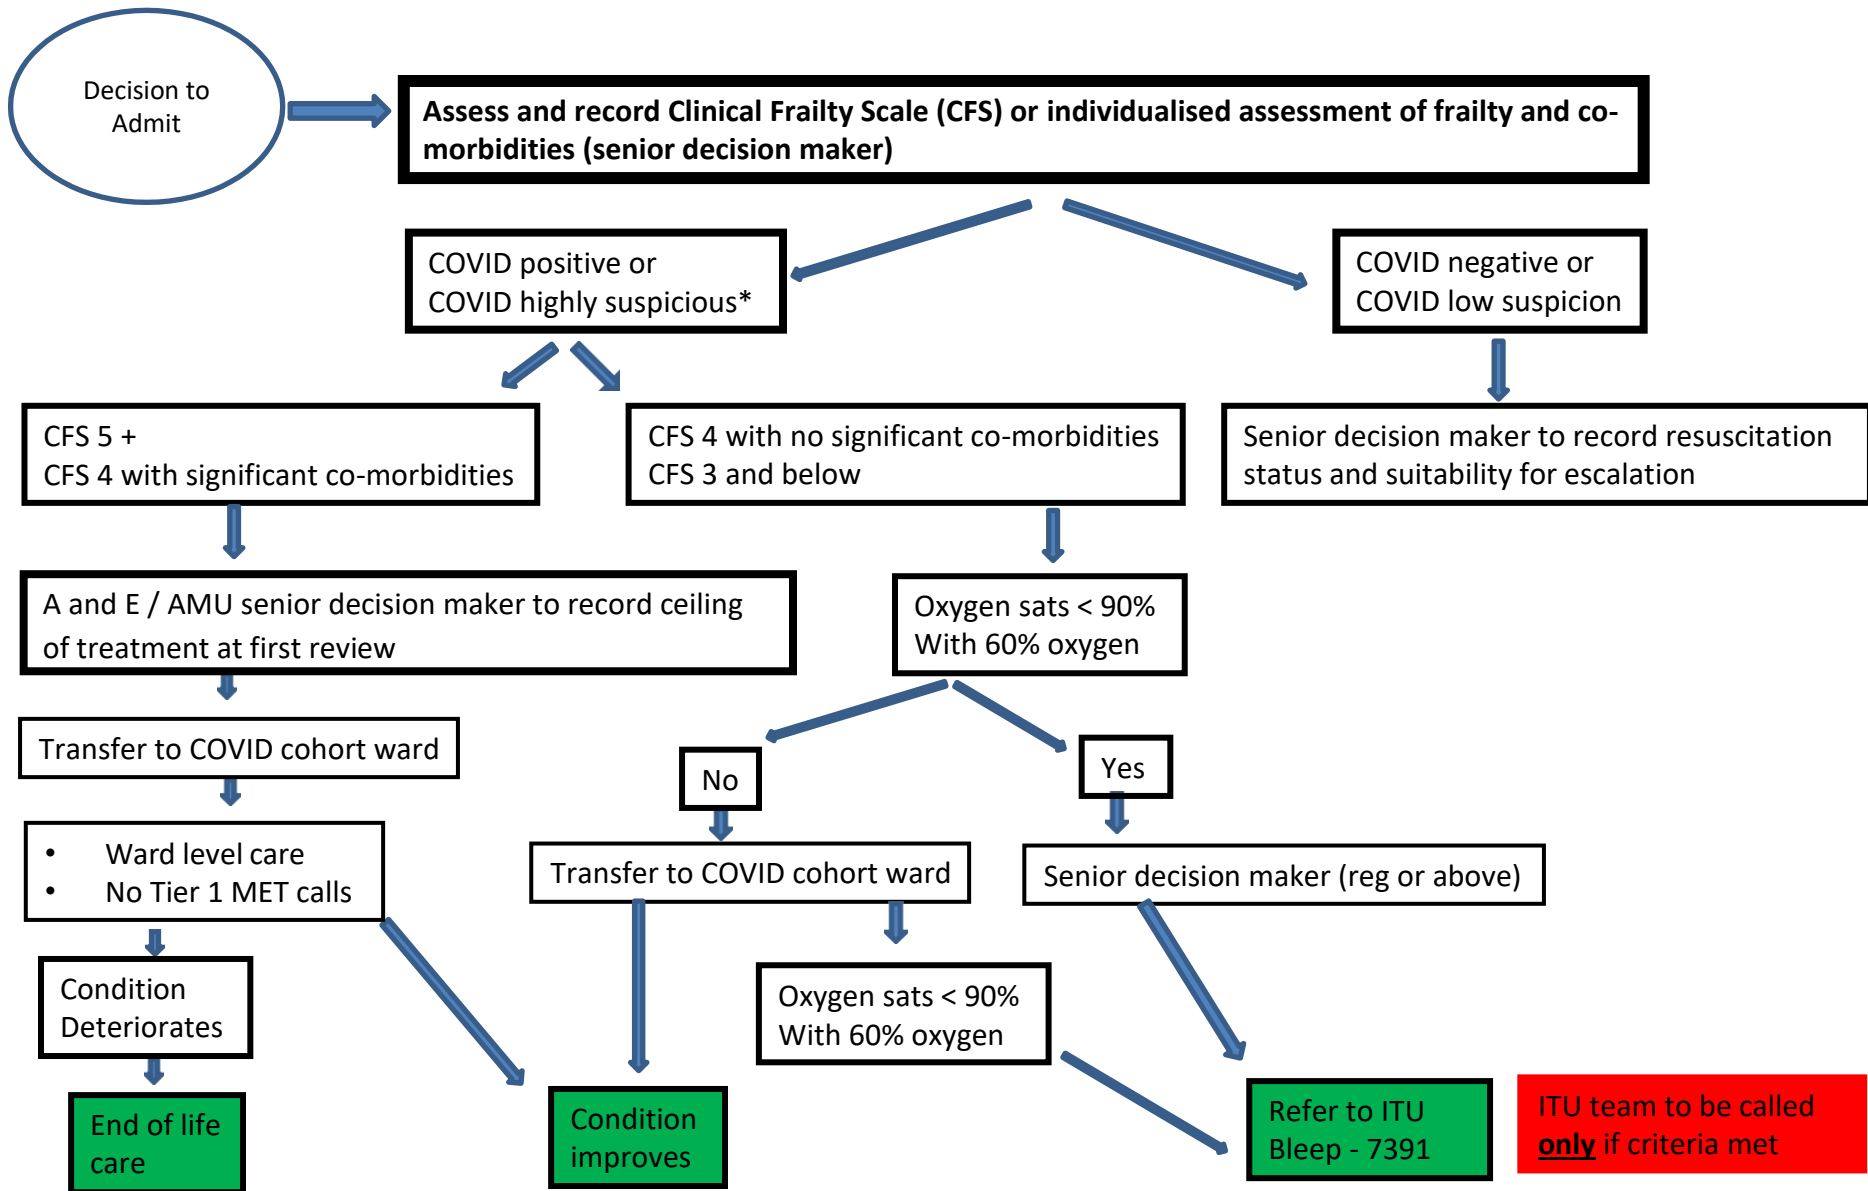 Decision to
Admit
Assess and record Clinical Frailty Scale (CFS) or individualised assessment of frailty and co-
morbidities (senior decision maker)
COVID positive or
COVID highly suspicious*
COVID negative or
COVID low suspicion
CFS 5 +
CFS 4 with significant co-morbidities
CFS 4 with no significant co-morbidities
CFS 3 and below
Senior decision maker to record resuscitation
status and suitability for escalation
A and E / AMU senior decision maker to record ceiling
of treatment at first review
Oxygen sats < 90%
With 60% oxygen
Transfer to COVID cohort ward
No
Yes
• Ward level care
• No Tier 1 MET calls
Transfer to COVID cohort ward
Senior decision maker (reg or above)
Condition
Deteriorates
Oxygen sats < 90%
With 60% oxygen
End of life
care
Condition
improves
Refer to ITU
Bleep - 7391
ITU team to be called
only if criteria met